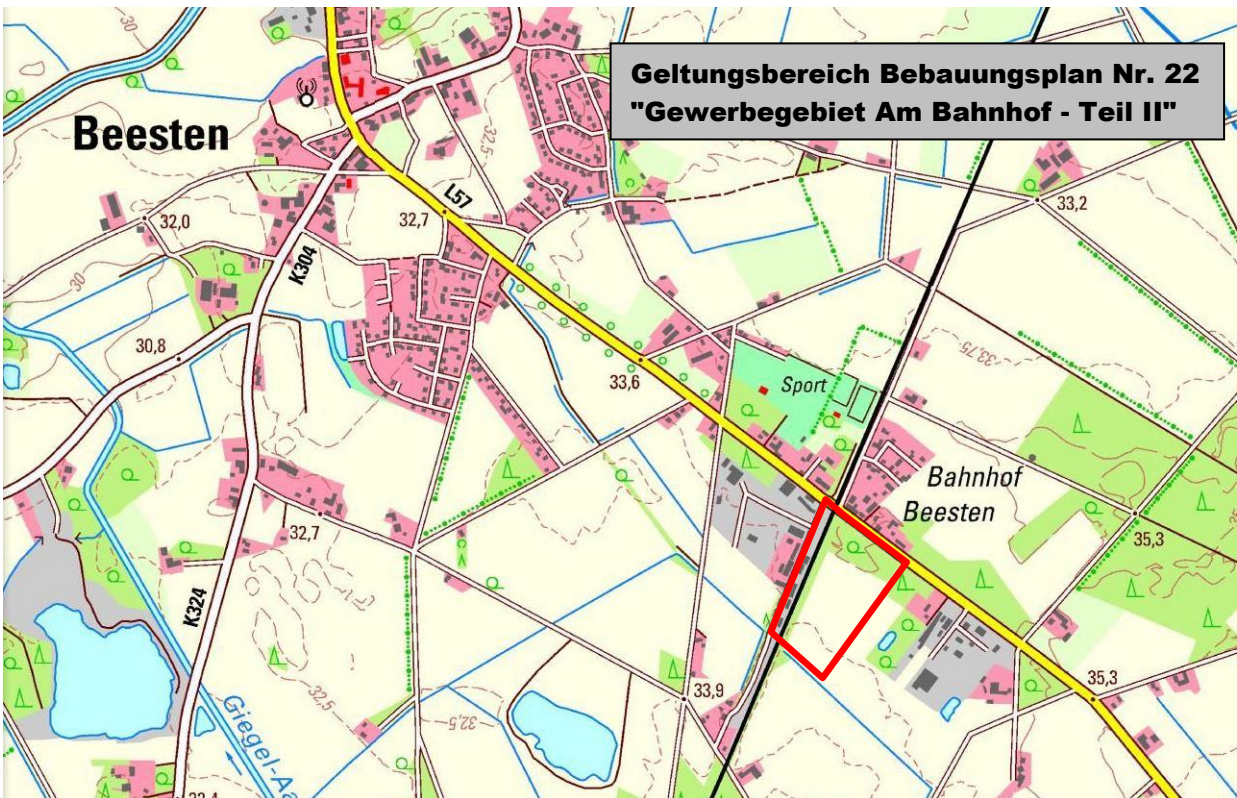 Geltungsbereich Bebauungsplan Nr. 22
"Gewerbegebiet Am Bahnhof - Teil II"
30
Beesten
32,5
L57
32,7
32,0
33,2
K304
30
30,8
33,6
33,75
Sport
Bahnhof
Beesten
35,3
32,7
K324
32,5
33,9
35,3
32,5
Giegel-Aa